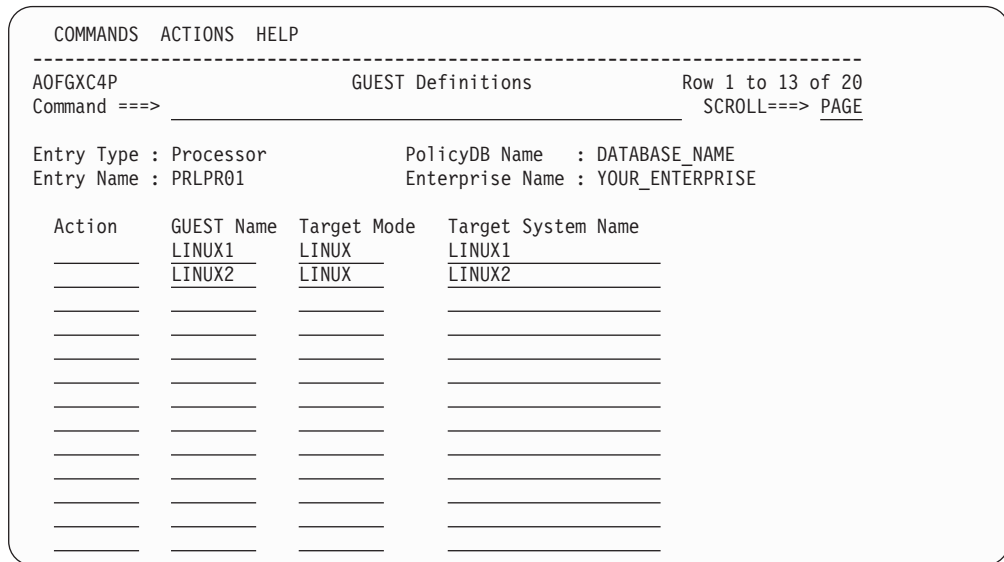 COMMANDS ACTIONS HELP
-------------------------------------------------------------------------------
AOFGXC4P GUEST Definitions Row 1 to 13 of 20
Command ===> SCROLL===> PAGE
Entry Type : Processor PolicyDB Name : DATABASE_NAME
Entry Name : PRLPR01 Enterprise Name : YOUR_ENTERPRISE
Action GUEST Name Target Mode Target System Name
LINUX1 LINUX LINUX1
LINUX2 LINUX LINUX2